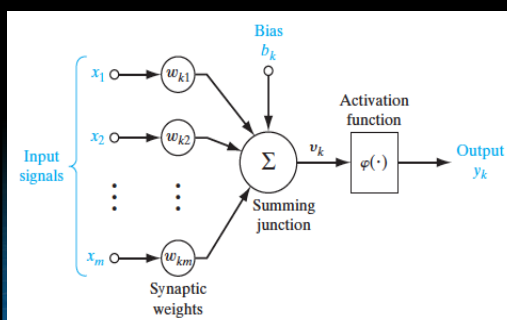 Bias
b_k
x_1
w_k1
Activation
function
x_2
w_k2
Input
signals
Σ
v_k
φ(·)
Output
y_k
Summing
junction
x_m
w_km
Synaptic
weights